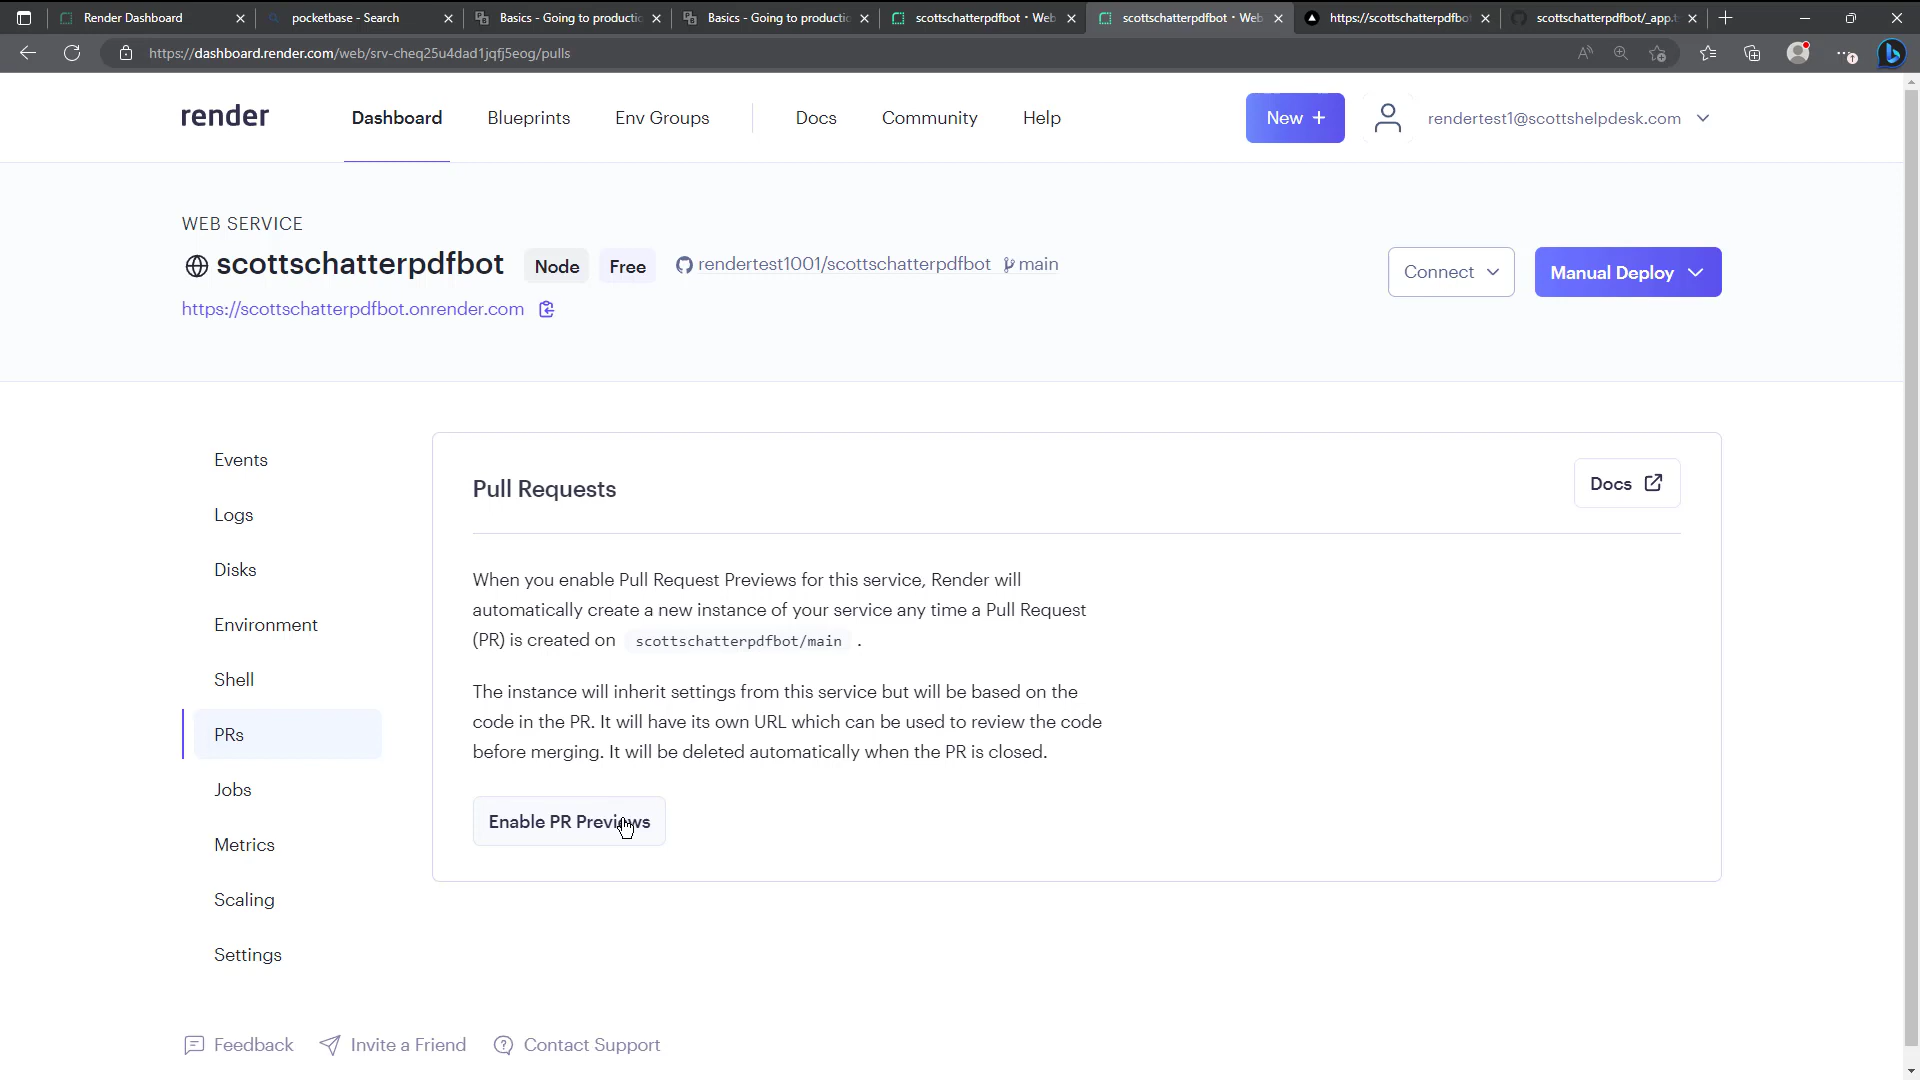 Render Dashboard
pocketbase - Search
Basics - Going to productio
Basics - Going to productio
scottschatterpdfbot · Web
scottschatterpdfbot · Web
https://scottschatterpdfbot
scottschatterpdfbot/_app.t
https://dashboard.render.com/web/srv-cheq25u4dad1jqfj5eog/pulls
render
Dashboard
Blueprints
Env Groups
Docs
Community
Help
New +
rendertest1@scottshelpdesk.com
WEB SERVICE
scottschatterpdfbot
Node
Free
rendertest1001/scottschatterpdfbot
main
Connect
Manual Deploy
https://scottschatterpdfbot.onrender.com
Events
Logs
Disks
Environment
Shell
PRs
Jobs
Metrics
Scaling
Settings
Pull Requests
Docs
When you enable Pull Request Previews for this service, Render will
automatically create a new instance of your service any time a Pull Request
(PR) is created on scottschatterpdfbot/main .
The instance will inherit settings from this service but will be based on the
code in the PR. It will have its own URL which can be used to review the code
before merging. It will be deleted automatically when the PR is closed.
Enable PR Previews
Feedback
Invite a Friend
Contact Support